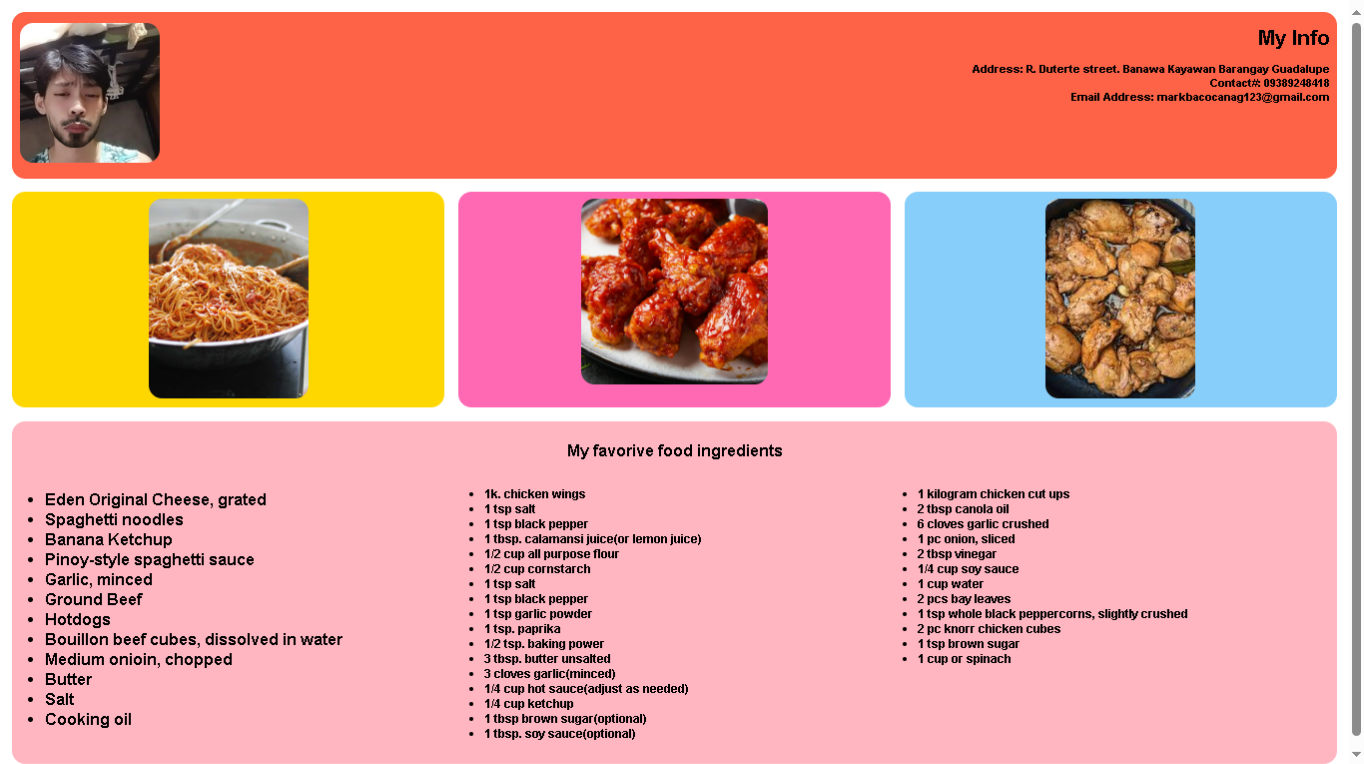 My Info
Address: R. Duterte street. Banawa Kayawan Barangay Guadalupe
Contact#: 09389248418
Email Address: markbacocanag123@gmail.com
My favorive food ingredients
Eden Original Cheese, grated
Spaghetti noodles
Banana Ketchup
Pinoy-style spaghetti sauce
Garlic, minced
Ground Beef
Hotdogs
Bouillon beef cubes, dissolved in water
Medium onioin, chopped
Butter
Salt
Cooking oil
1k. chicken wings
1 tsp salt
1 tsp black pepper
1 tbsp. calamansi juice(or lemon juice)
1/2 cup all purpose flour
1/2 cup cornstarch
1 tsp salt
1 tsp black pepper
1 tsp garlic powder
1 tsp. paprika
1/2 tsp. baking power
3 tbsp. butter unsalted
3 cloves garlic(minced)
1/4 cup hot sauce(adjust as needed)
1/4 cup ketchup
1 tbsp brown sugar(optional)
1 tbsp. soy sauce(optional)
1 kilogram chicken cut ups
2 tbsp canola oil
6 cloves garlic crushed
1 pc onion, sliced
2 tbsp vinegar
1/4 cup soy sauce
1 cup water
2 pcs bay leaves
1 tsp whole black peppercorns, slightly crushed
2 pc knorr chicken cubes
1 tsp brown sugar
1 cup or spinach